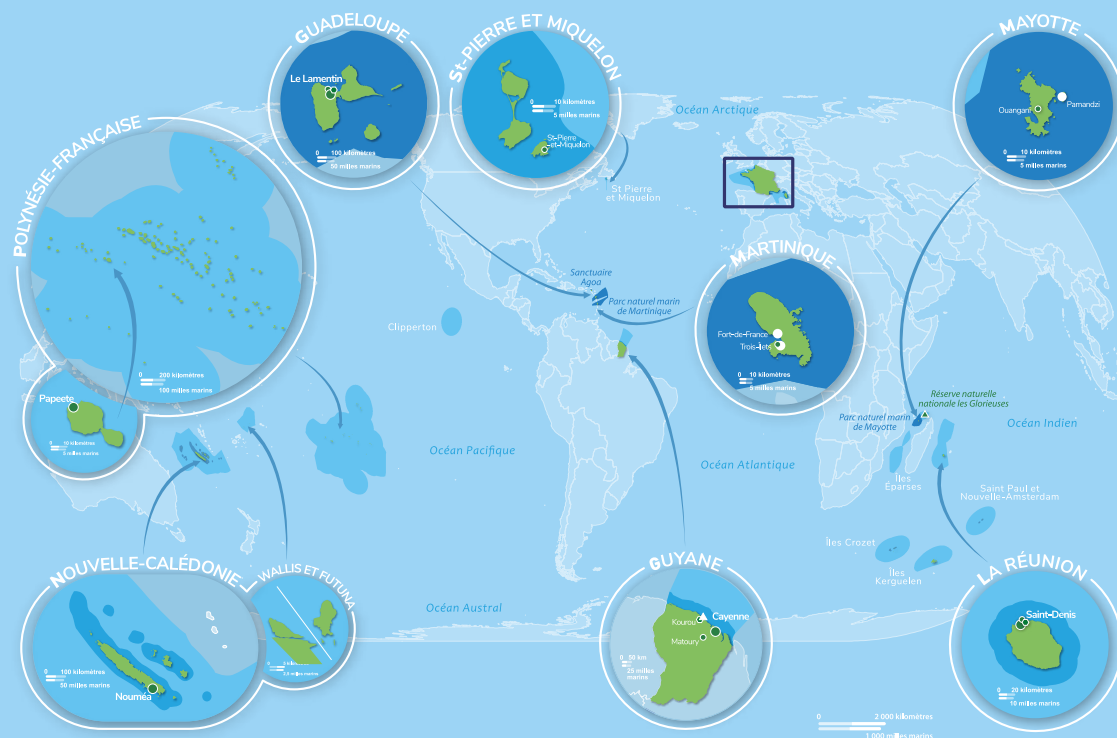 GUADELOUPE
Le Lamentin
0 100 kilomètres
50 milles marins
St-PIERRE ET MIQUELON
0 10 kilomètres
5 milles marins
St-Pierre
-et-Miquelon
MAYOTTE
Ouangani
Pamandzi
0 10 kilomètres
5 milles marins
Océan Arctique
St Pierre
et Miquelon
POLYNÉSIE-FRANÇAISE
0 200 kilomètres
100 milles marins
Papeete
0 10 kilomètres
milles marins
Sanctuaire
Agoa
Parc naturel marin
de Martinique
Clipperton
MARTINIQUE
Fort-de-France
Trois-Îlets
0 10 kilomètres
5 milles marins
Réserve naturelle
nationale les Glorieuses
Parc naturel marin
de Mayotte
Océan Indien
Océan Pacifique
Océan Atlantique
Îles
Éparses
Saint Paul et
Nouvelle-Amsterdam
Îles Crozet
Îles
Kerguelen
NOUVELLE-CALÉDONIE
0 100 kilomètres
50 milles marins
Nouméa
WALLIS ET FUTUNA
milles marins
Océan Austral
GUYANE
Kourou
Cayenne
Matoury
0 50 km
25 milles
marins
LA RÉUNION
Saint-Denis
0 20 kilomètres
10 milles marins
0 2 000 kilomètres
1 000 milles marins